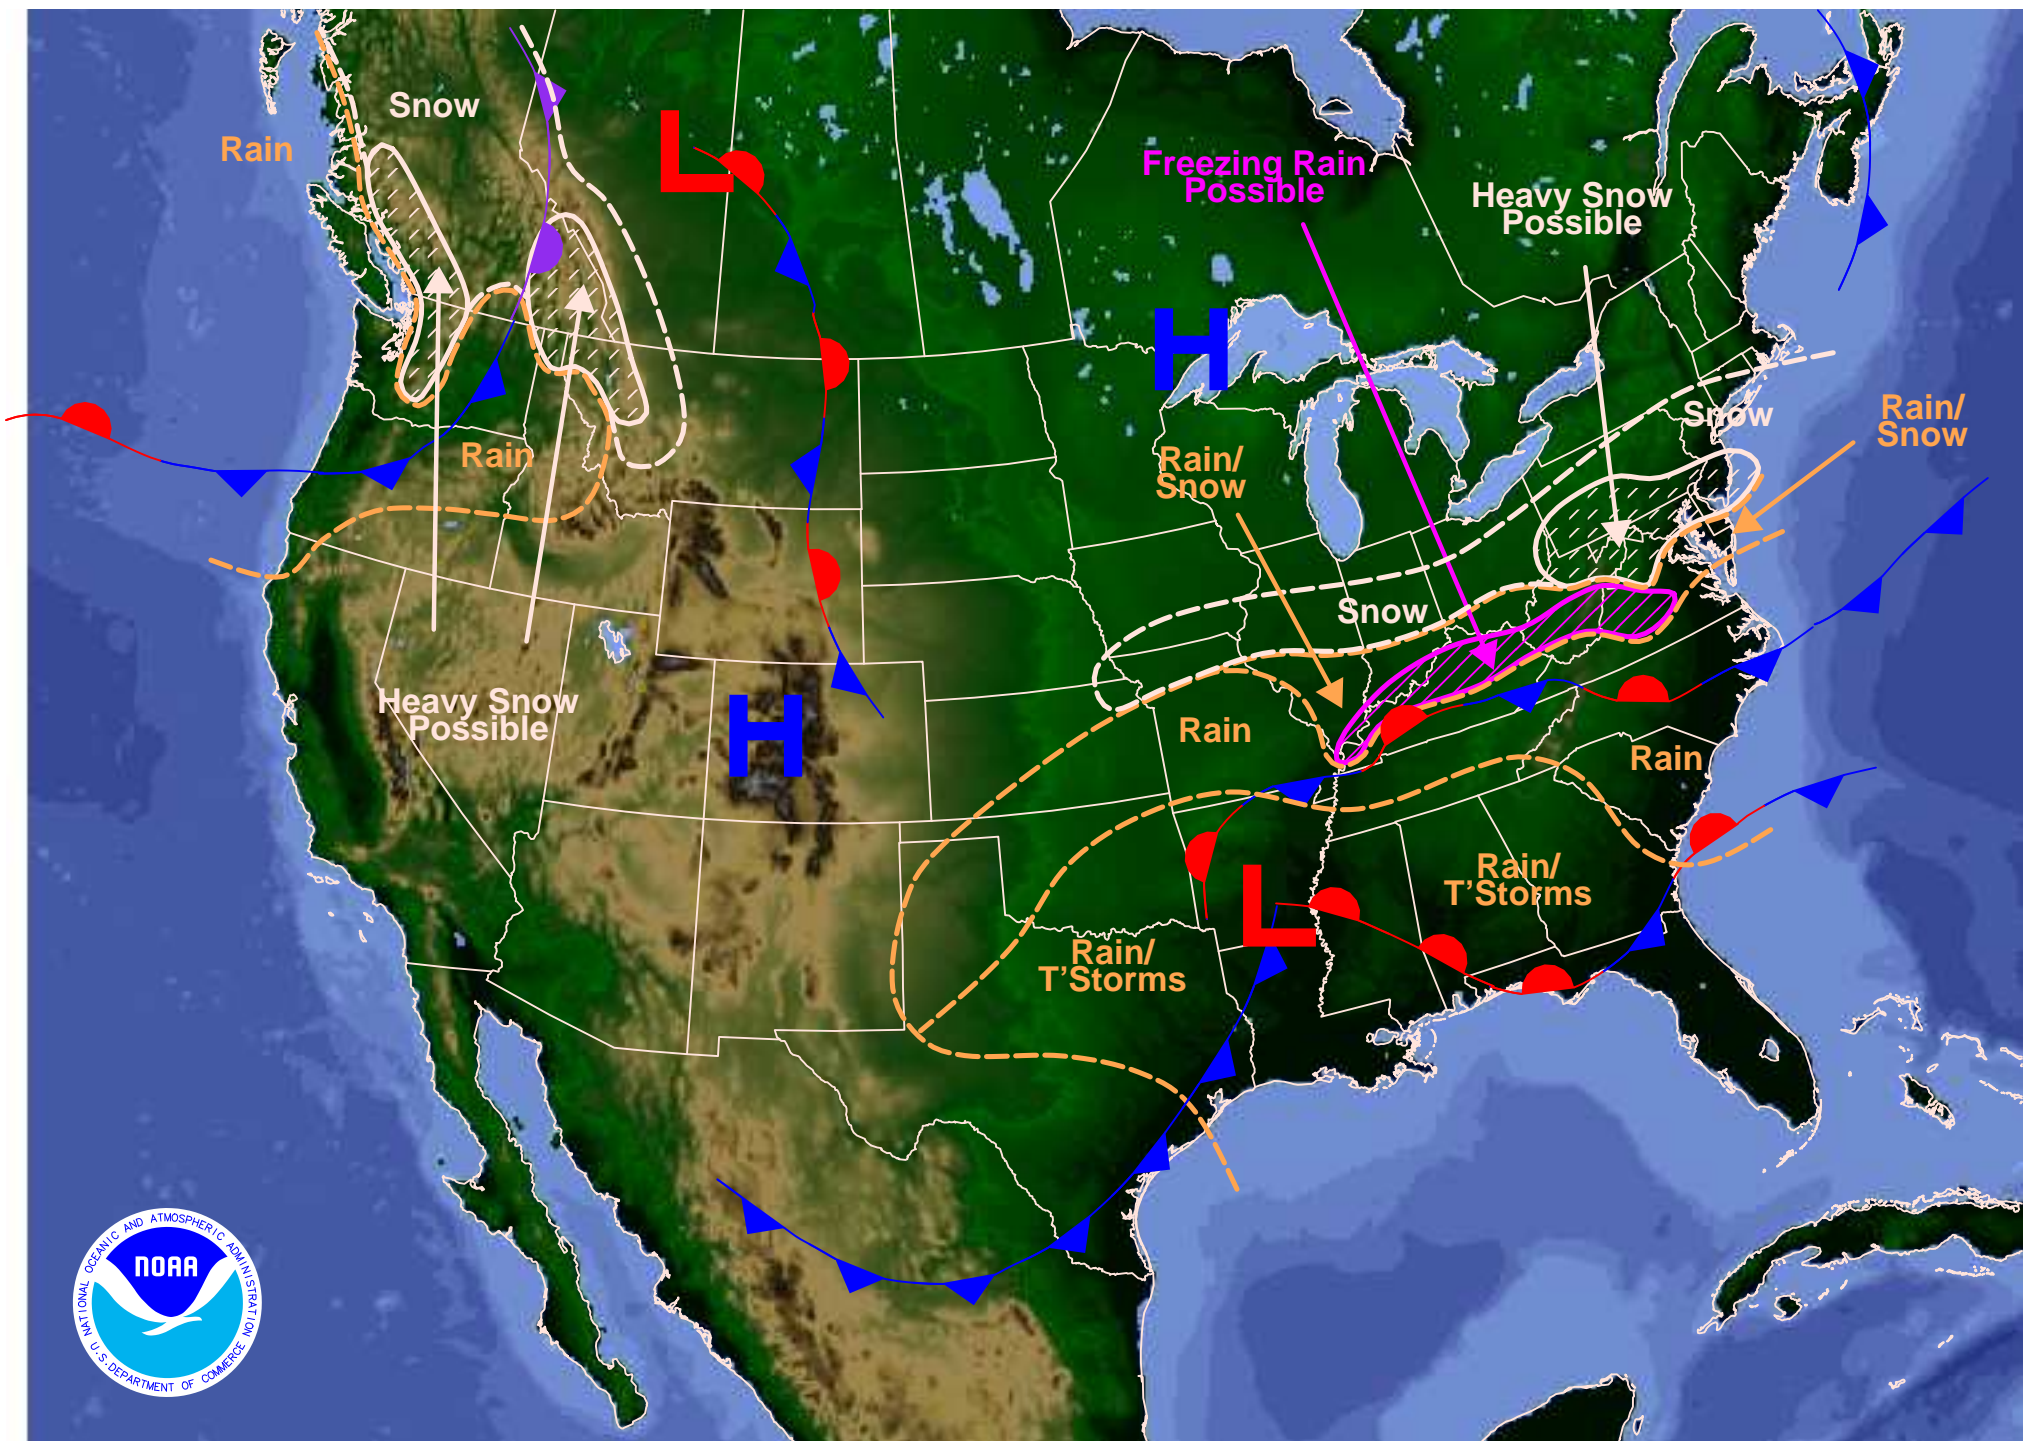 Snow
Rain
L
Freezing Rain
Possible
Heavy Snow
Possible
H
Snow
Rain/
Snow
Rain
Rain/
Snow
Snow
Heavy Snow
Possible
H
Rain
Rain
Rain/
T'Storms
L
Rain/
T'Storms
NATIONAL OCEANIC AND ATMOSPHERIC ADMINISTRATION
NOAA
U.S. DEPARTMENT OF COMMERCE